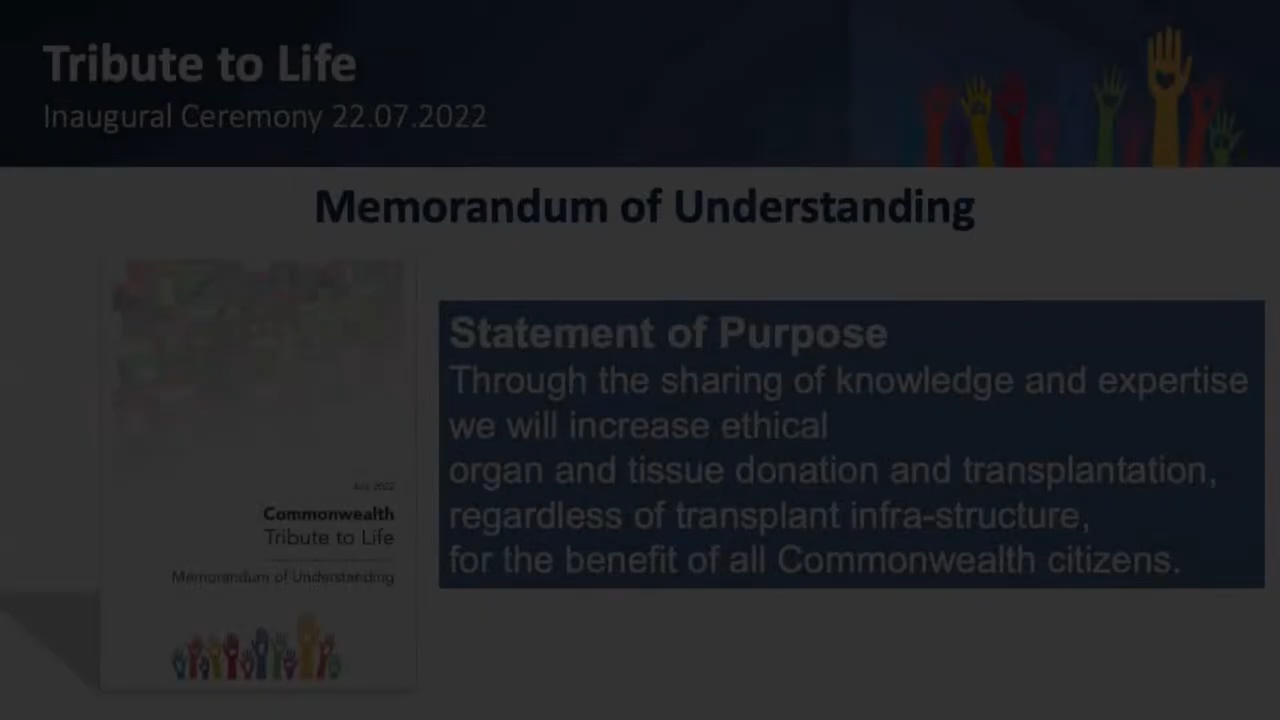 Tribute to Life
Inaugural Ceremony 22.07.2022
Memorandum of Understanding
July 2022
Commonwealth
Tribute to Life
Memorandum of Understanding
Statement of Purpose
Through the sharing of knowledge and expertise
we will increase ethical
organ and tissue donation and transplantation,
regardless of transplant infra-structure,
for the benefit of all Commonwealth citizens.